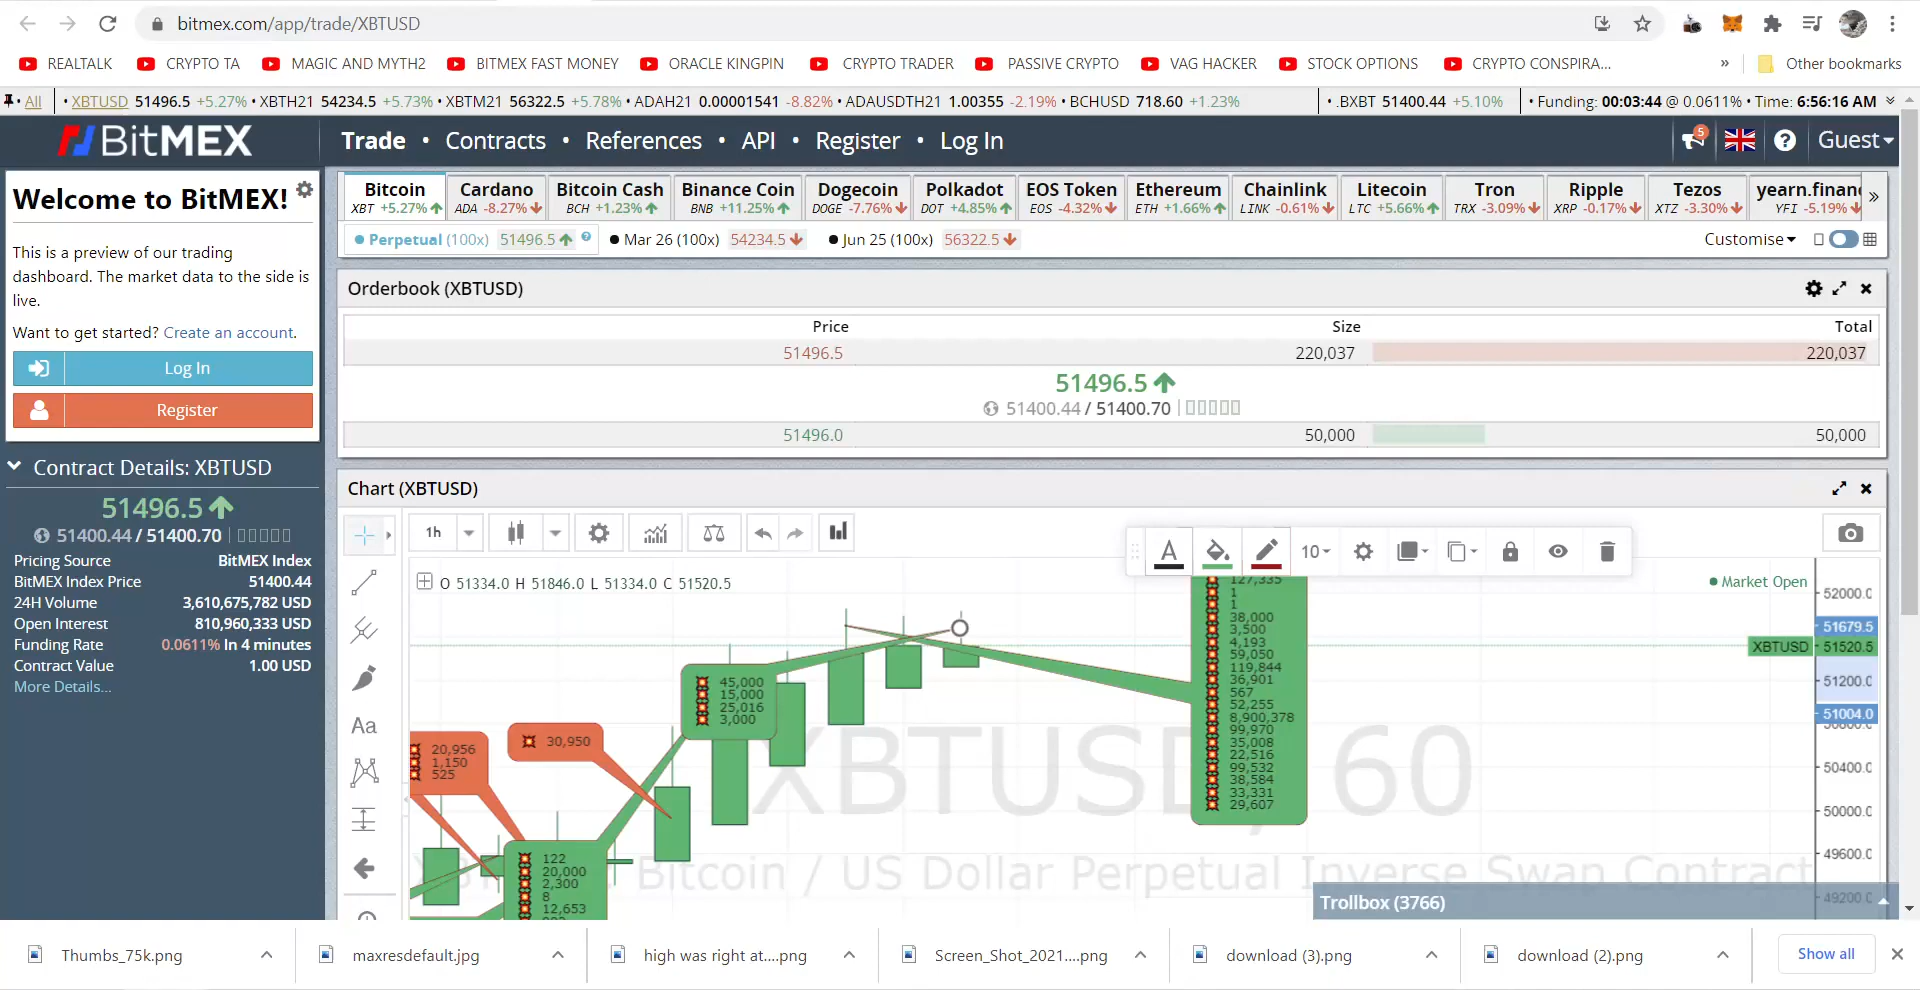 bitmex.com/app/trade/XBTUSD
REALTALK CRYPTO TA MAGIC AND MYTH2 BITMEX FAST MONEY ORACLE KINGPIN CRYPTO TRADER PASSIVE CRYPTO VAG HACKER STOCK OPTIONS CRYPTO CONSPIRA... » Other bookmarks
• All • XBTUSD 51496.5 +5.27% • XBTH21 54234.5 +5.73% • XBTM21 56322.5 +5.78% • ADAH21 0.00001541 -8.82% • ADAUSDTH21 1.00355 -2.19% • BCHUSD 718.60 +1.23% • .BXBT 51400.44 +5.10% • Funding: 00:03:44 @ 0.0611% • Time: 6:56:16 AM
BitMEX Trade • Contracts • References • API • Register • Log In 5 ? Guest
Welcome to BitMEX!
This is a preview of our trading
dashboard. The market data to the side is
live.
Want to get started? Create an account.
Log In
Register
Contract Details: XBTUSD
51496.5
51400.44 / 51400.70
Pricing Source BitMEX Index
BitMEX Index Price 51400.44
24H Volume 3,610,675,782 USD
Open Interest 810,960,333 USD
Funding Rate 0.0611% In 4 minutes
Contract Value 1.00 USD
More Details...
Bitcoin Cardano Bitcoin Cash Binance Coin Dogecoin Polkadot EOS Token Ethereum Chainlink Litecoin Tron Ripple Tezos yearn.finan
XBT +5.27% ADA -8.27% BCH +1.23% BNB +11.25% DOGE -7.76% DOT +4.85% EOS -4.32% ETH +1.66% LINK -0.61% LTC +5.66% TRX -3.09% XRP -0.17% XTZ -3.30% YFI -5.19% »
• Perpetual (100x) 51496.5 ? • Mar 26 (100x) 54234.5 • Jun 25 (100x) 56322.5 Customise
Orderbook (XBTUSD)
Price Size Total
51496.5 220,037 220,037
51496.5
51400.44 / 51400.70
51496.0 50,000 50,000
Chart (XBTUSD)
1h A 10
Aa
O 51334.0 H 51846.0 L 51334.0 C 51520.5
• Market Open
127,335
1
1
38,000
3,500
4,193
59,050
119,844
36,901
567
52,255
8,900,378
99,970
35,008
22,516
99,532
38,584
33,331
29,607
45,000
15,000
25,016
3,000
30,950
20,956
1,150
525
122
20,000
2,300
8
12,653
52000.0
51679.5
XBTUSD 51520.5
51200.0
51004.0
50400.0
50000.0
49600.0
49200.0
XBTUSD, 60
Bitcoin / US Dollar Perpetual Inverse Swap Contract
Trollbox (3766)
Thumbs_75k.png maxresdefault.jpg high was right at....png Screen_Shot_2021....png download (3).png download (2).png Show all